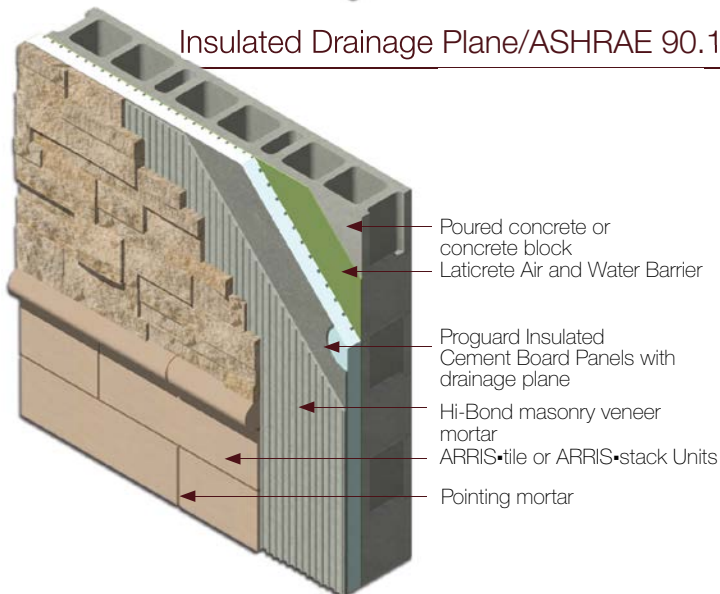 Insulated Drainage Plane/ASHRAE 90.1
Poured concrete or
concrete block
Laticrete Air and Water Barrier
Proguard Insulated
Cement Board Panels with
drainage plane
Hi-Bond masonry veneer
mortar
ARRIS▪tile or ARRIS▪stack Units
Pointing mortar